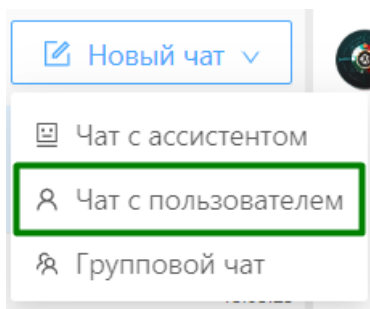 Новый чат
Чат с ассистентом
Чат с пользователем
Групповой чат